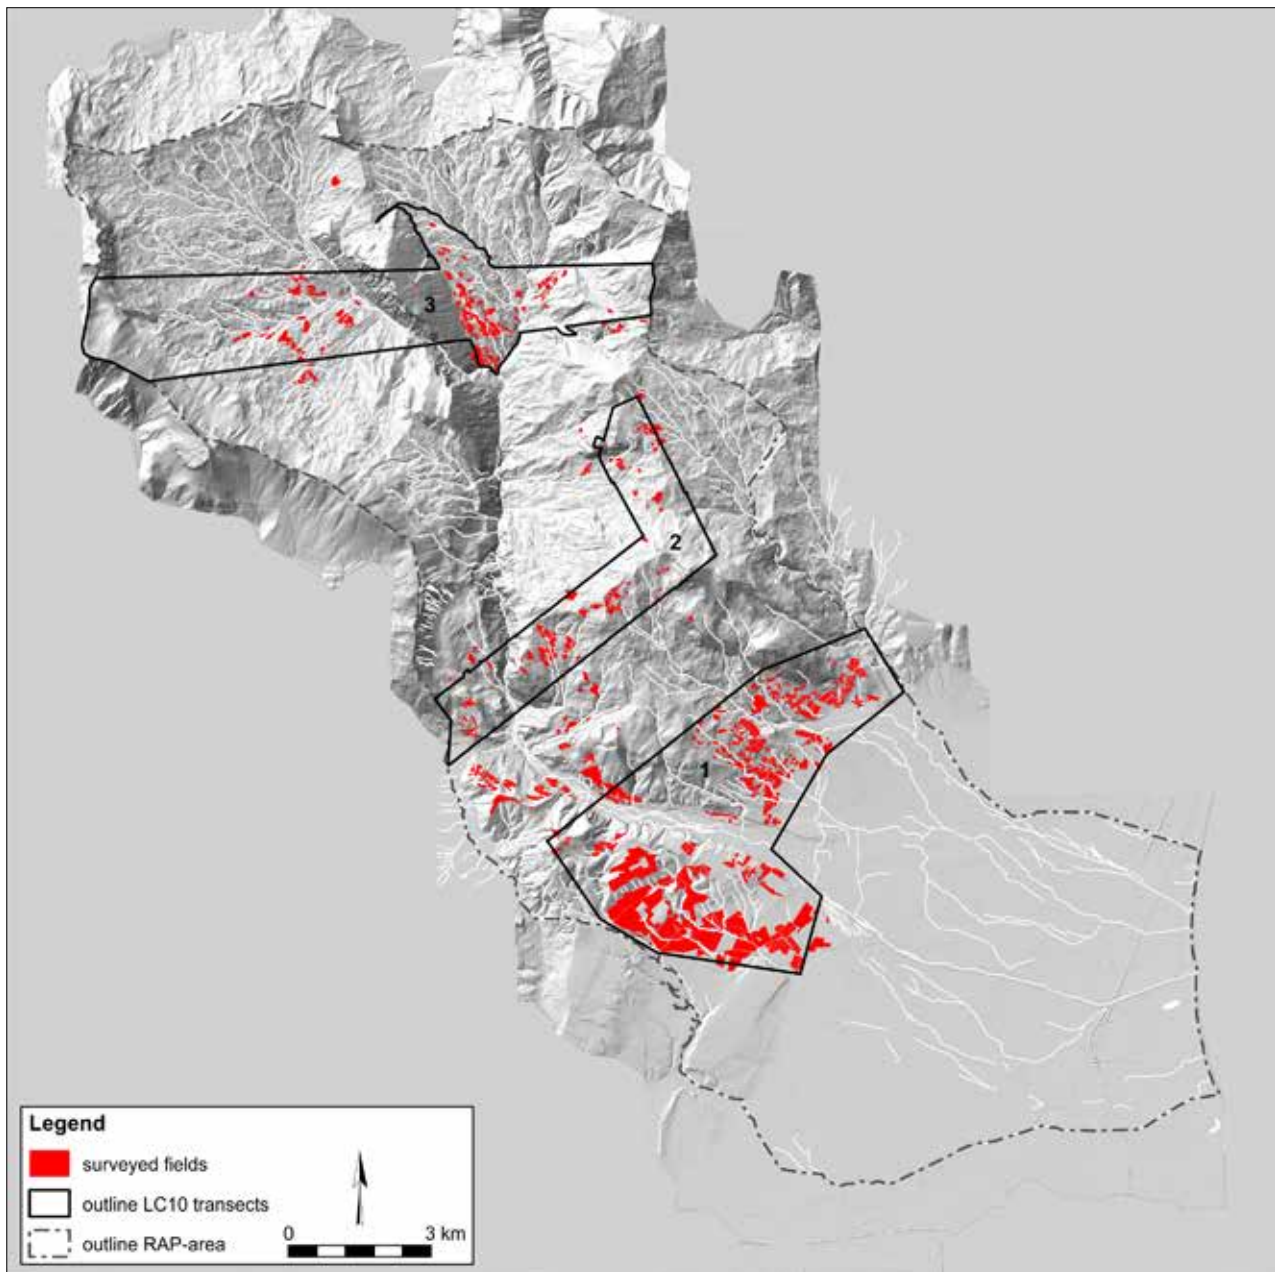 3
2
1
Legend
surveyed fields
outline LC10 transects
outline RAP-area
0 3 km